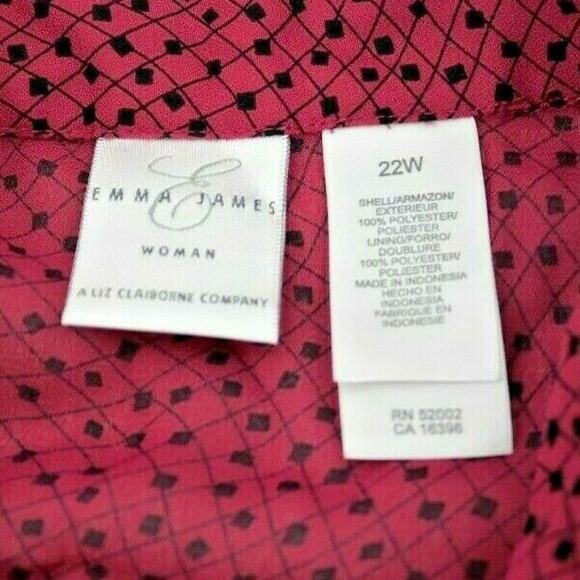 E
EMMA JAMES
WOMAN
A LIZ CLAIBORNE COMPANY
22W
SHELL/ARMAZON/
EXTERIEUR
100% POLYESTER/
POLIESTER
LINING/FORRO/
DOUBLURE
100% POLYESTER/
POLIESTER
MADE IN INDONESIA
HECHO EN
INDONESIA
FABRIQUE EN
INDONESIE
RN 52002
CA 16396